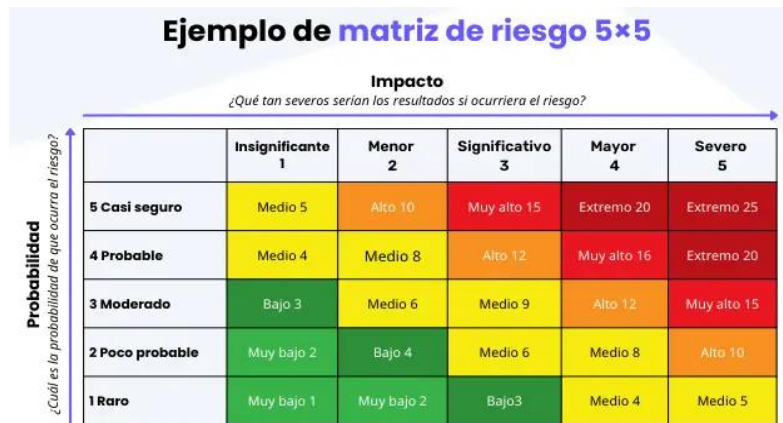 Ejemplo de matriz de riesgo 5×5
Impacto
¿Qué tan severos serían los resultados si ocurriera el riesgo?
Probabilidad
¿Cuál es la probabilidad de que ocurra el riesgo?
Insignificante Menor Significativo Mayor Severo
1 2 3 4 5
5 Casi seguro Medio 5 Alto 10 Muy alto 15 Extremo 20 Extremo 25
4 Probable Medio 4 Medio 8 Alto 12 Muy alto 16 Extremo 20
3 Moderado Bajo 3 Medio 6 Medio 9 Alto 12 Muy alto 15
2 Poco probable Muy bajo 2 Bajo 4 Medio 6 Medio 8 Alto 10
1 Raro Muy bajo 1 Muy bajo 2 Bajo3 Medio 4 Medio 5